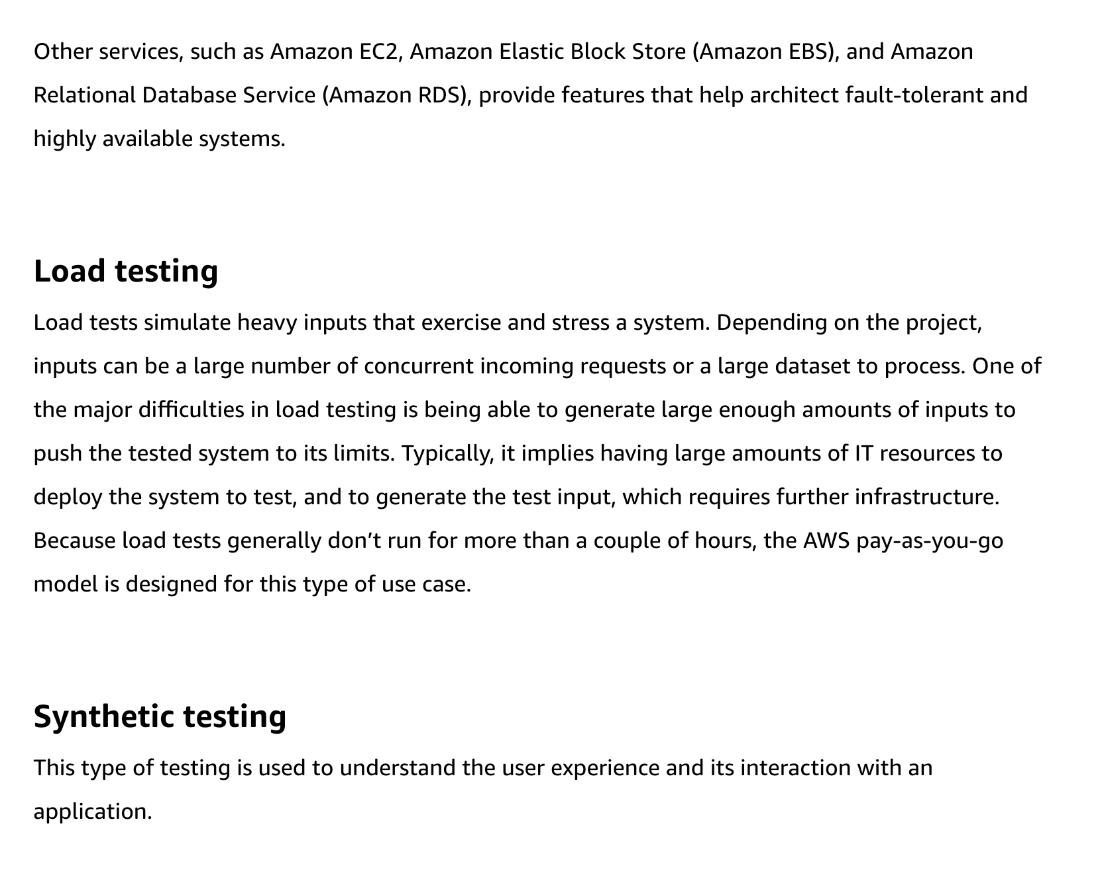 Other services, such as Amazon EC2, Amazon Elastic Block Store (Amazon EBS), and Amazon
Relational Database Service (Amazon RDS), provide features that help architect fault-tolerant and
highly available systems.
Load testing
Load tests simulate heavy inputs that exercise and stress a system. Depending on the project,
inputs can be a large number of concurrent incoming requests or a large dataset to process. One of
the major difficulties in load testing is being able to generate large enough amounts of inputs to
push the tested system to its limits. Typically, it implies having large amounts of IT resources to
deploy the system to test, and to generate the test input, which requires further infrastructure.
Because load tests generally don’t run for more than a couple of hours, the AWS pay-as-you-go
model is designed for this type of use case.
Synthetic testing
This type of testing is used to understand the user experience and its interaction with an
application.